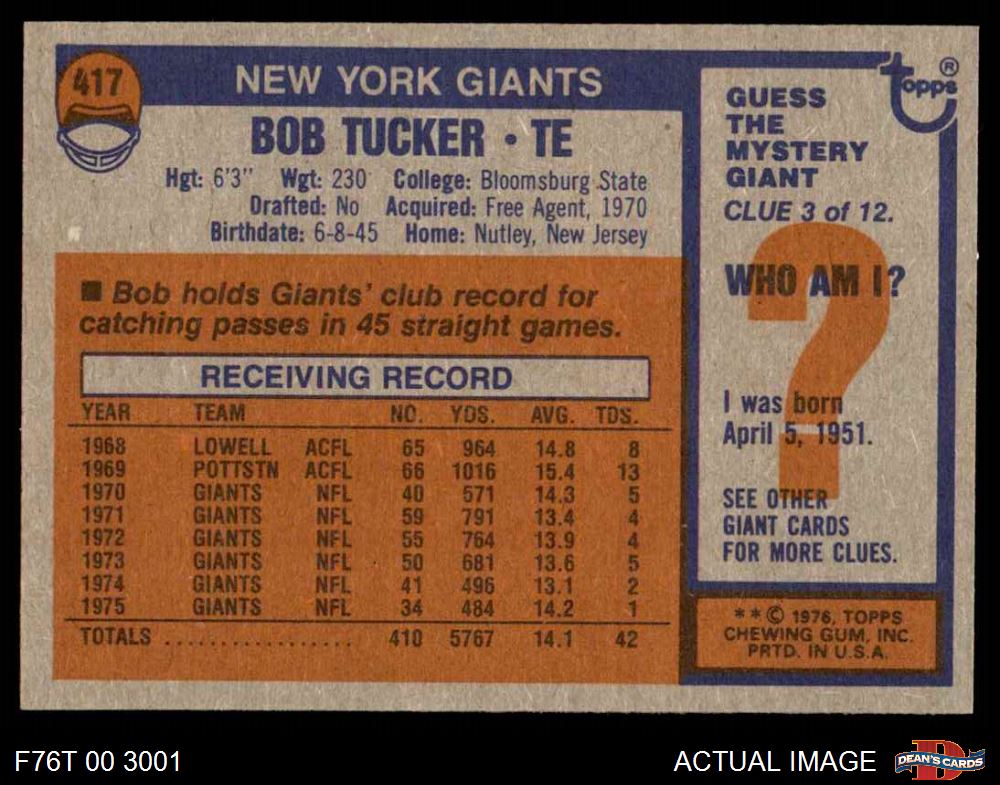 417
NEW YORK GIANTS
BOB TUCKER • TE
Hgt: 6'3" Wgt: 230 College: Bloomsburg State
Drafted: No Acquired: Free Agent, 1970
Birthdate: 6-8-45 Home: Nutley, New Jersey
■ Bob holds Giants' club record for
catching passes in 45 straight games.
RECEIVING RECORD
YEAR TEAM NO. YDS. AVG. TDS.
1968 LOWELL ACFL 65 964 14.8 8
1969 POTTSTN ACFL 66 1016 15.4 13
1970 GIANTS NFL 40 571 14.3 5
1971 GIANTS NFL 59 791 13.4 4
1972 GIANTS NFL 55 764 13.9 4
1973 GIANTS NFL 50 681 13.6 5
1974 GIANTS NFL 41 496 13.1 2
1975 GIANTS NFL 34 484 14.2 1
TOTALS .................. 410 5767 14.1 42
topps ®
GUESS
THE
MYSTERY
GIANT
CLUE 3 of 12.
WHO AM I?
?
I was born
April 5, 1951.
SEE OTHER
GIANT CARDS
FOR MORE CLUES.
* * © 1976, TOPPS
CHEWING GUM, INC.
PRTD. IN U.S.A.
F76T 00 3001
ACTUAL IMAGE
D
DEAN'S CARDS